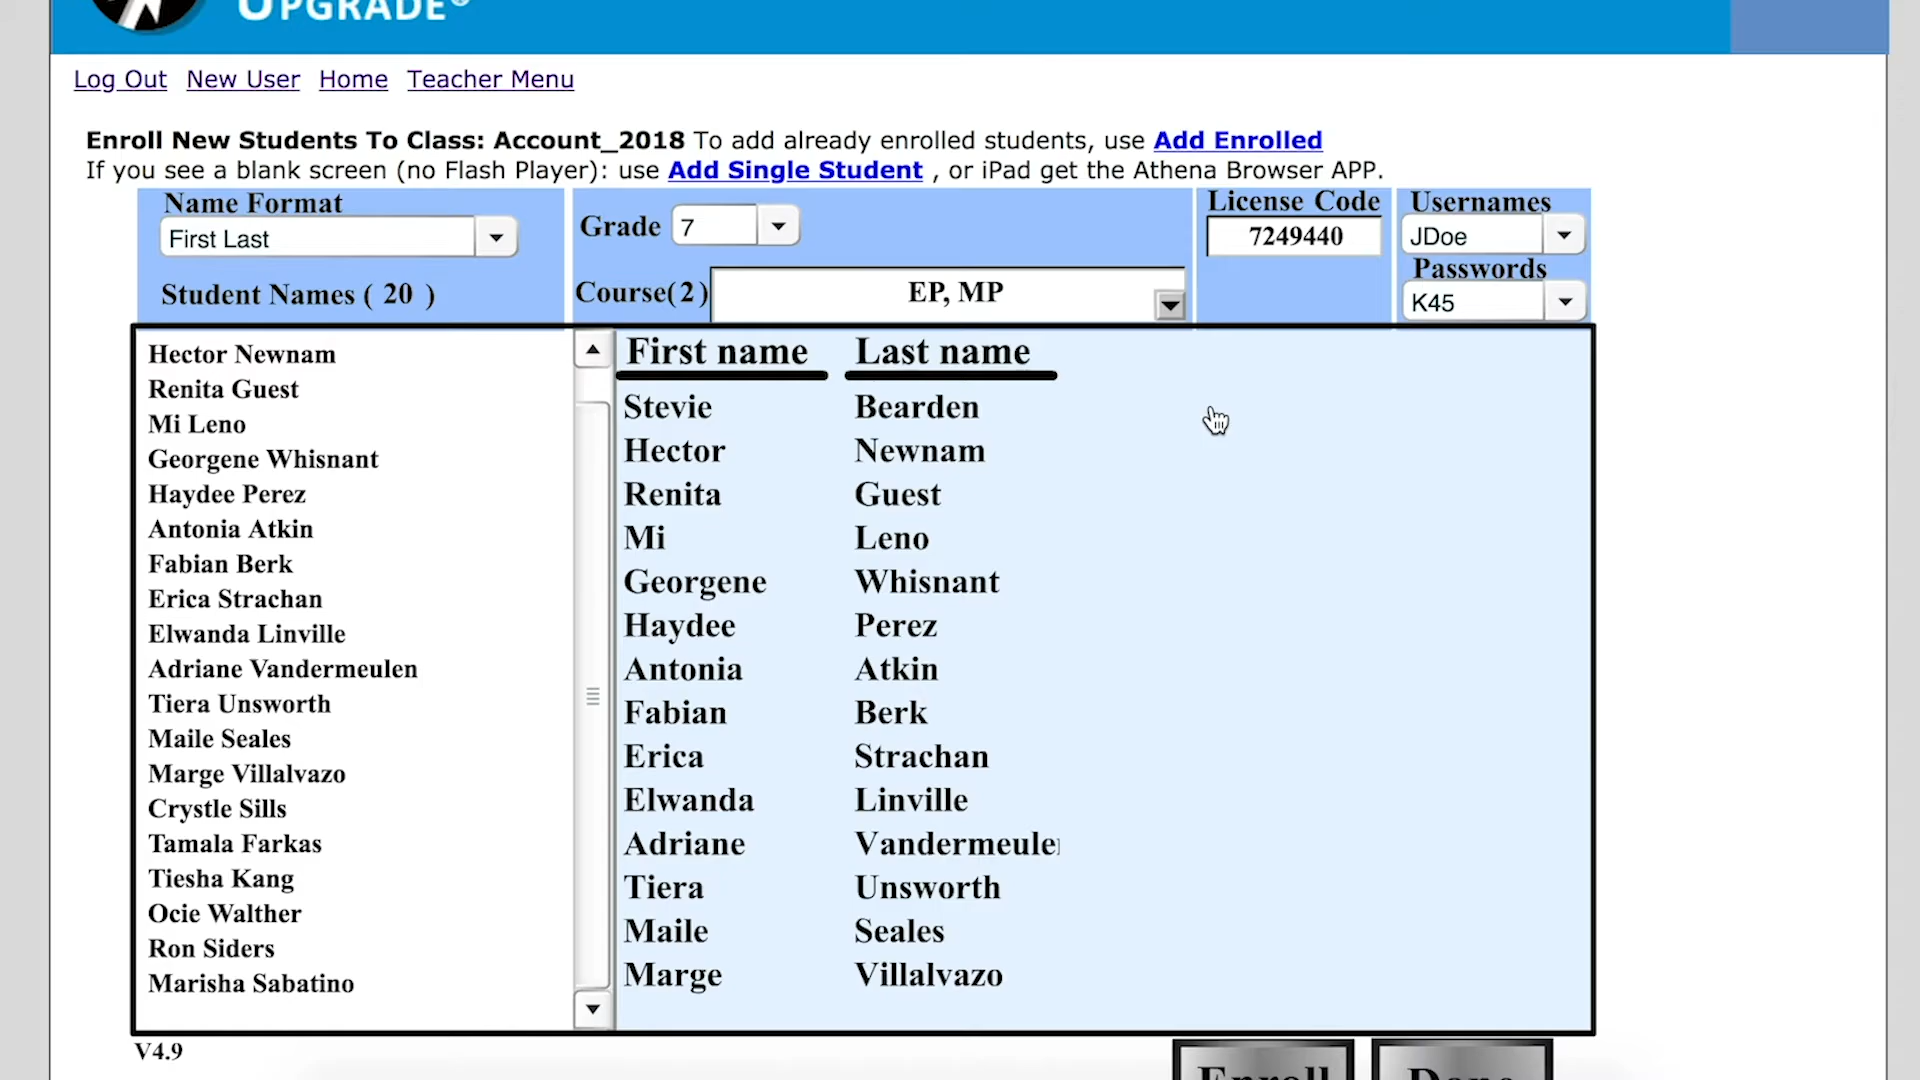 UPGRADE®
Log Out New User Home Teacher Menu
Enroll New Students To Class: Account_2018 To add already enrolled students, use Add Enrolled
If you see a blank screen (no Flash Player): use Add Single Student , or iPad get the Athena Browser APP.
Name Format
First Last
Student Names ( 20 )
Grade 7
Course(2) EP, MP
License Code
7249440
Usernames
JDoe
Passwords
K45
Hector Newnam
Renita Guest
Mi Leno
Georgene Whisnant
Haydee Perez
Antonia Atkin
Fabian Berk
Erica Strachan
Elwanda Linville
Adriane Vandermeulen
Tiera Unsworth
Maile Seales
Marge Villalvazo
Crystle Sills
Tamala Farkas
Tiesha Kang
Ocie Walther
Ron Siders
Marisha Sabatino
First name Last name
Stevie Bearden
Hector Newnam
Renita Guest
Mi Leno
Georgene Whisnant
Haydee Perez
Antonia Atkin
Fabian Berk
Erica Strachan
Elwanda Linville
Adriane Vandermeule
Tiera Unsworth
Maile Seales
Marge Villalvazo
V4.9
Enroll Done